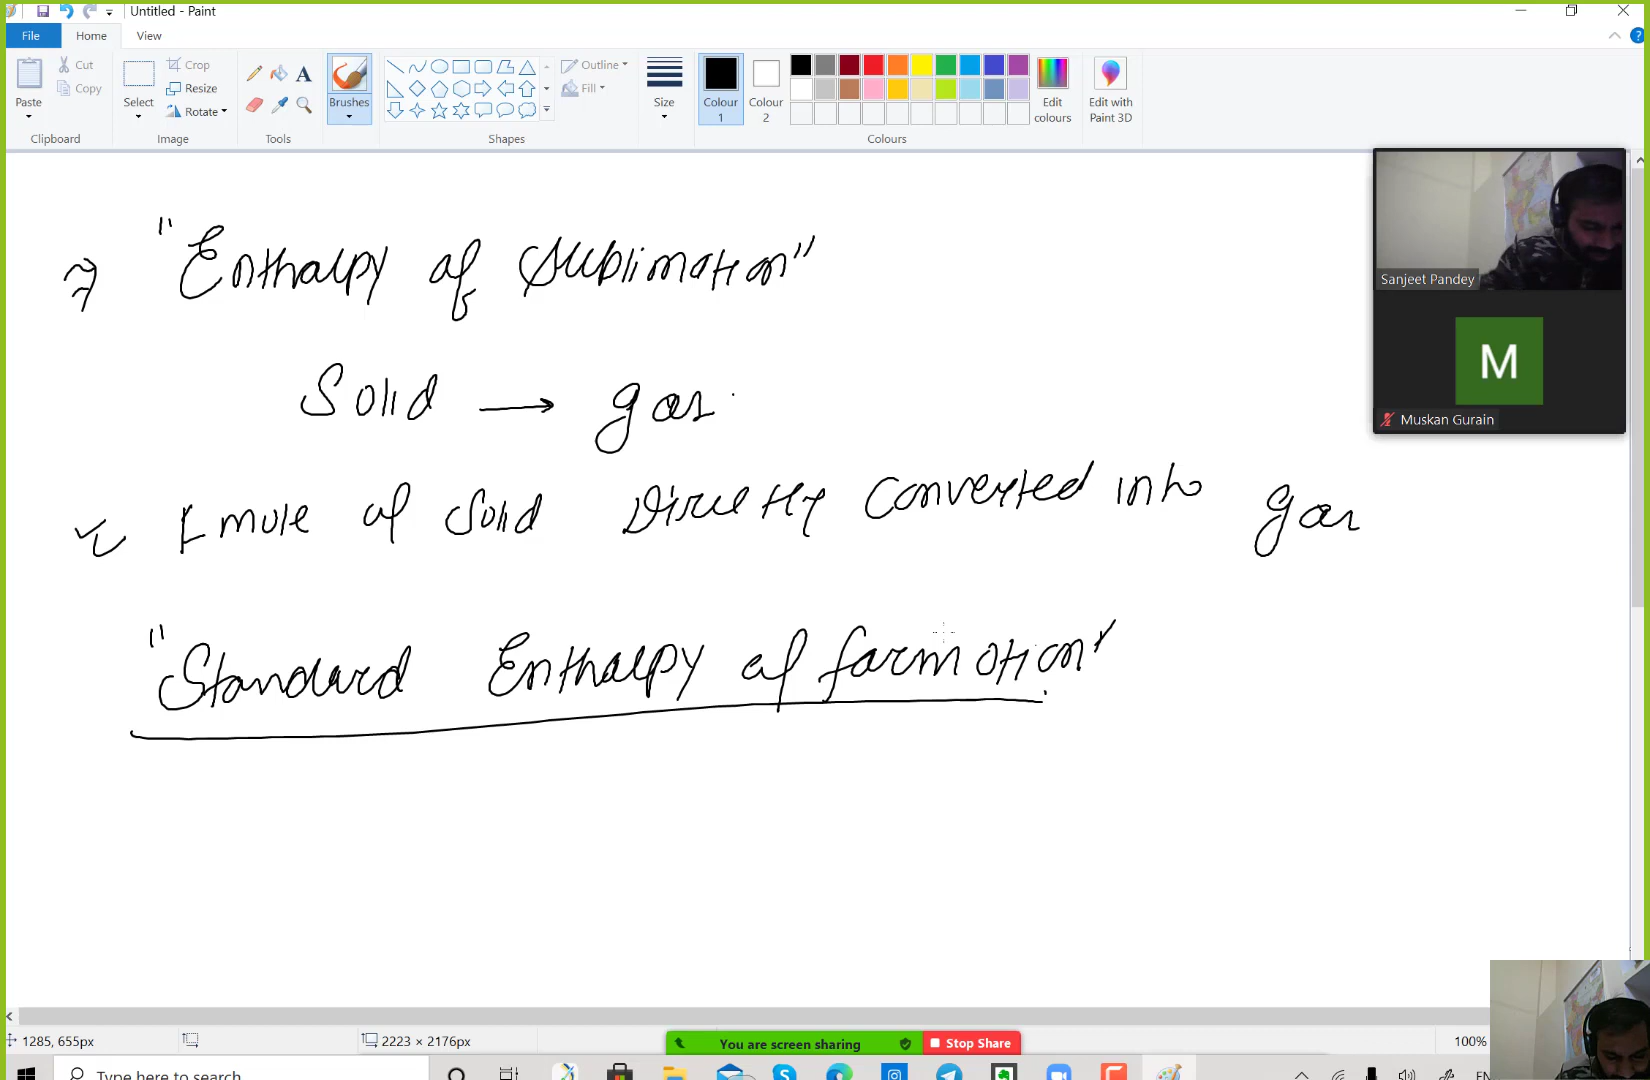 Untitled - Paint
File Home View
Paste Cut Copy Clipboard
Select Crop Resize Rotate Image
Tools
Brushes
Shapes Outline Fill
Size
Colour 1 Colour 2 Edit colours Edit with Paint 3D
Colours
"Enthalpy of Sublimation"
Sanjeet Pandey
M
Muskan Gurain
Solid → gas
1 mole of Solid Directly Converted into gas
"Standard Enthalpy of formation"
1285, 655px 2223 × 2176px You are screen sharing Stop Share 100%
Type here to search